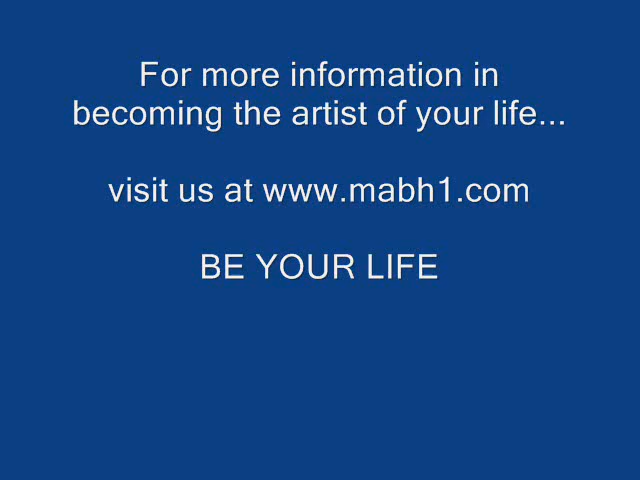 For more information in
becoming the artist of your life...
visit us at www.mabh1.com
BE YOUR LIFE